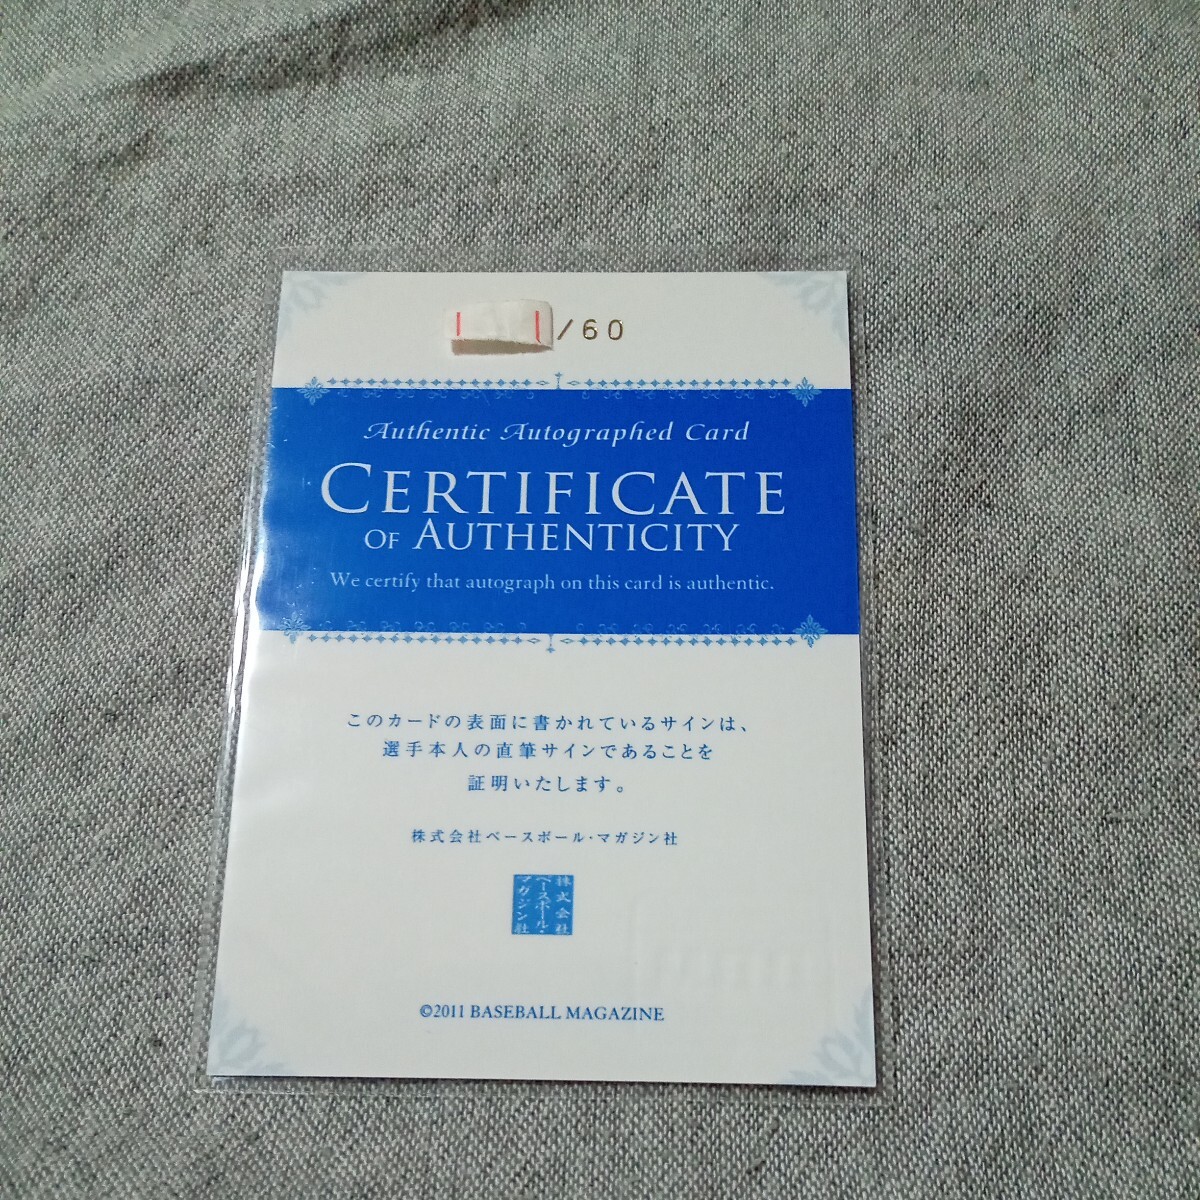 /60
Authentic Autographed Card
CERTIFICATE
OF AUTHENTICITY
We certify that autograph on this card is authentic.
このカードの表面に書かれているサインは、
選手本人の直筆サインであることを
証明いたします。
株式会社ベースボール・マガジン社
株式会社
ベースボール・
マガジン社
©2011 BASEBALL MAGAZINE